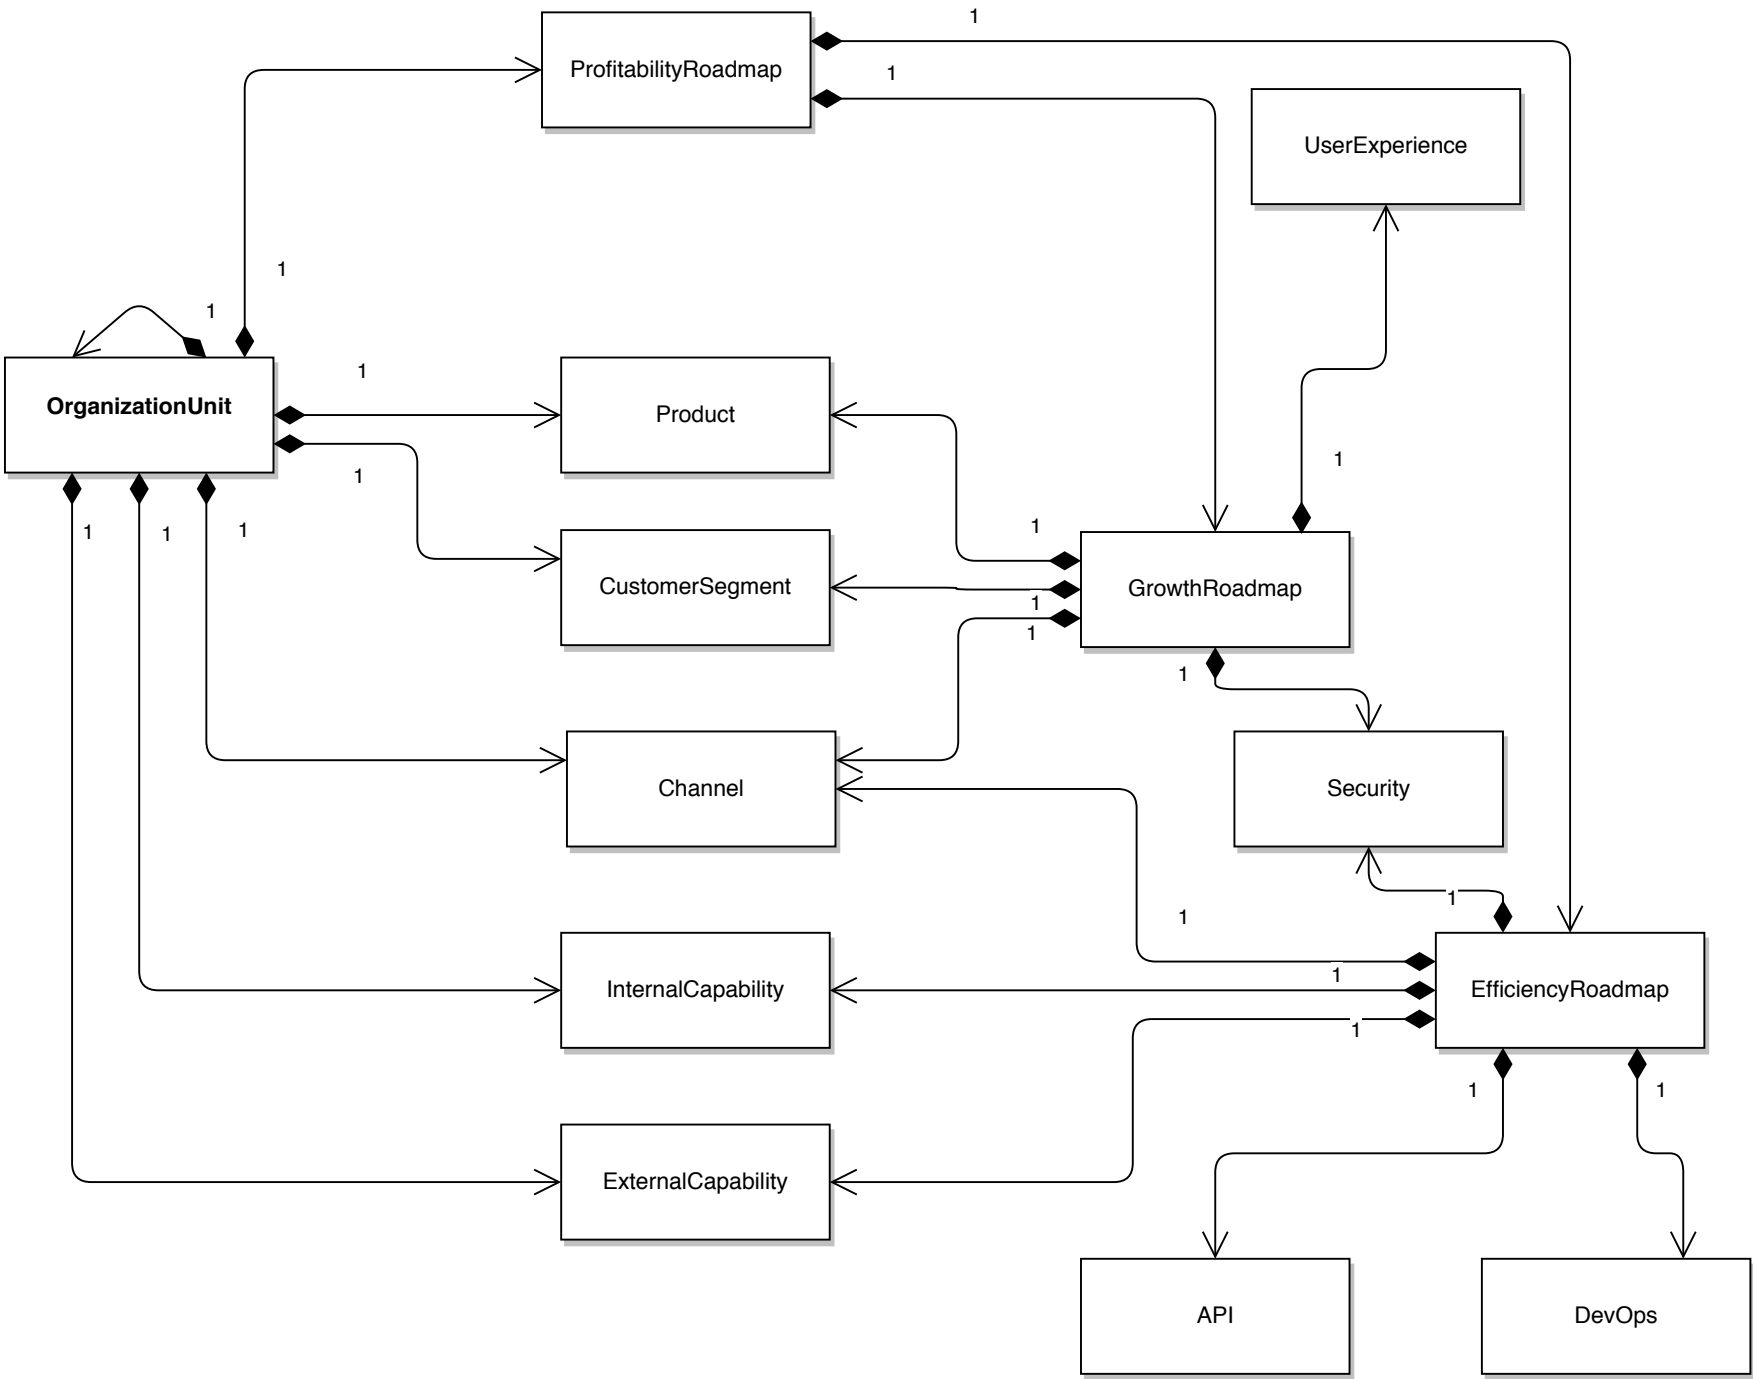 1
ProfitabilityRoadmap
1
UserExperience
1
1
OrganizationUnit
1
Product
1
1
1
1
1
1
CustomerSegment
GrowthRoadmap
1
1
1
Channel
Security
1
1
1
InternalCapability
EfficiencyRoadmap
1
1
1
ExternalCapability
API
DevOps